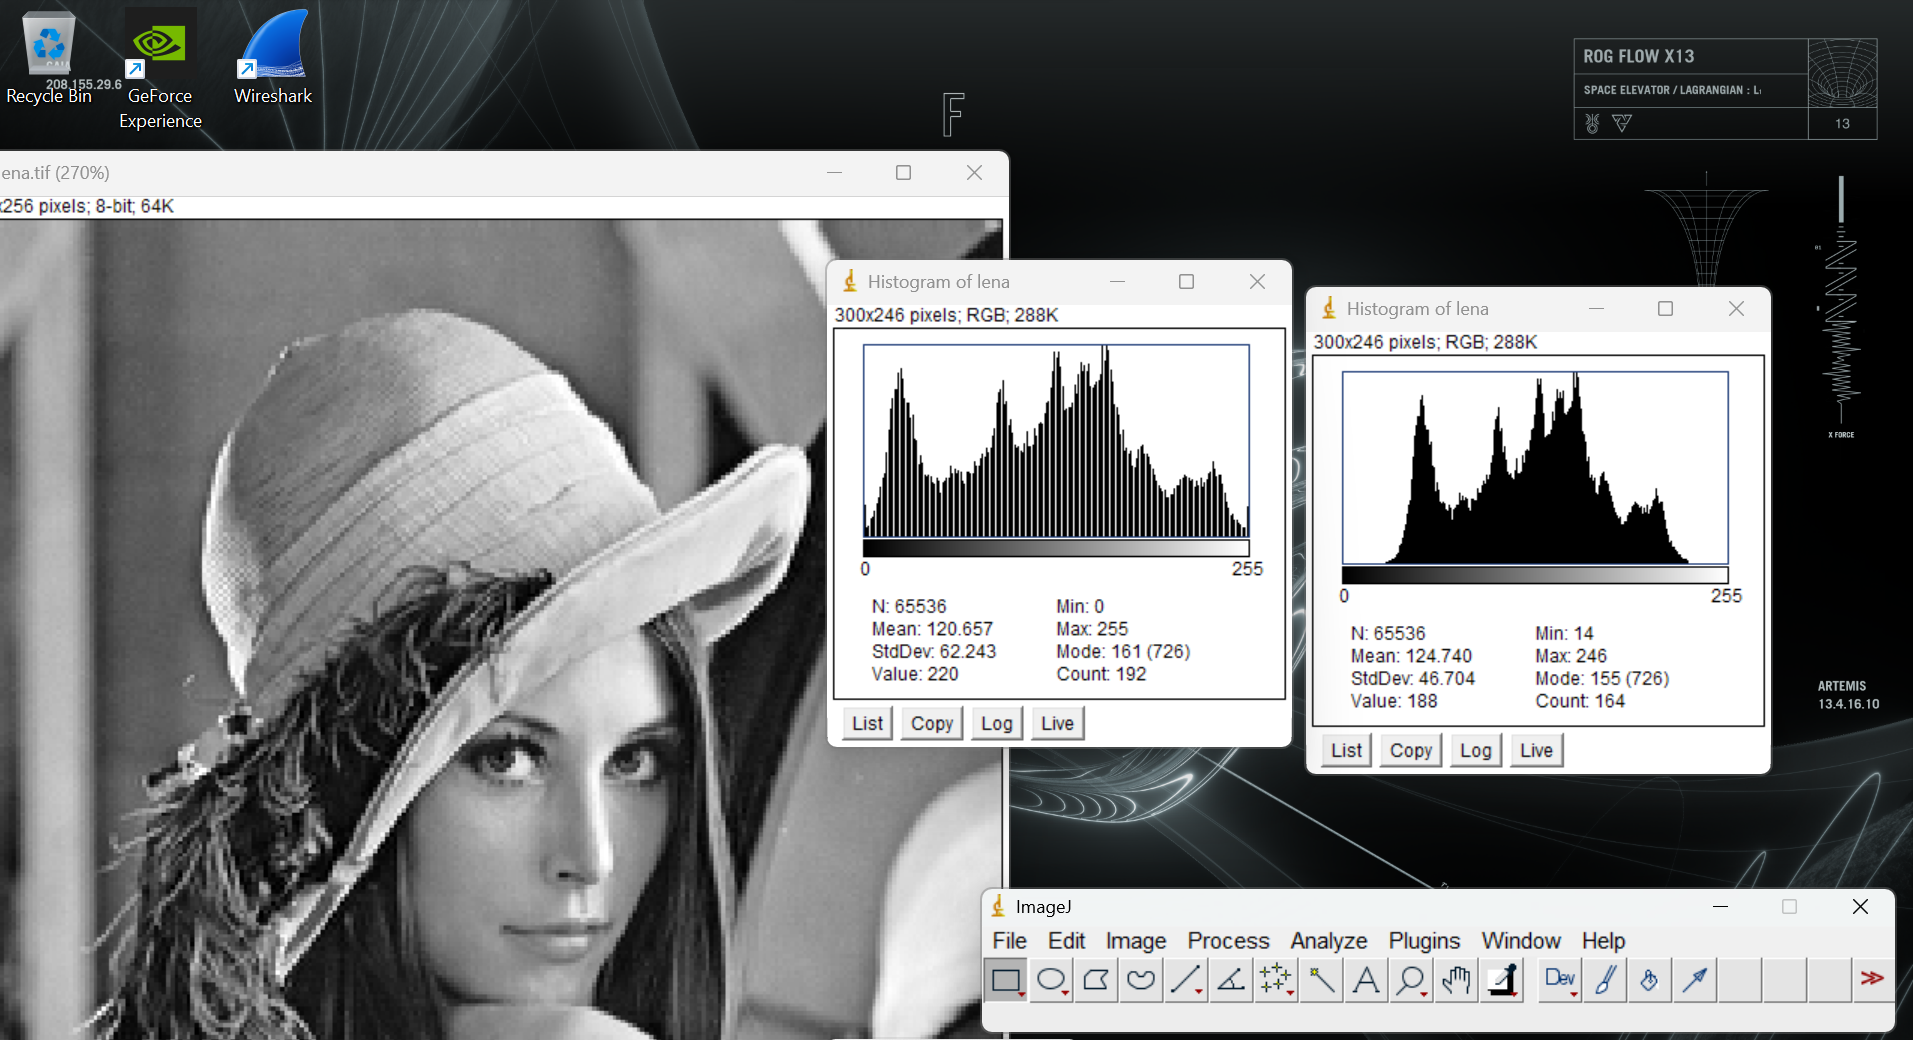 GAIA
208.155.29.6
Recycle Bin
GeForce
Experience
Wireshark
F
ROG FLOW X13
SPACE ELEVATOR / LAGRANGIAN : L
13
X FORCE
ARTEMIS
13.4.16.10
ena.tif (270%)
x256 pixels; 8-bit; 64K
Histogram of lena
300x246 pixels; RGB; 288K
0
255
N: 65536
Min: 0
Mean: 120.657
Max: 255
StdDev: 62.243
Mode: 161 (726)
Value: 220
Count: 192
List
Copy
Log
Live
Histogram of lena
300x246 pixels; RGB; 288K
0
255
N: 65536
Min: 14
Mean: 124.740
Max: 246
StdDev: 46.704
Mode: 155 (726)
Value: 188
Count: 164
List
Copy
Log
Live
ImageJ
File
Edit
Image
Process
Analyze
Plugins
Window
Help
A
Dev